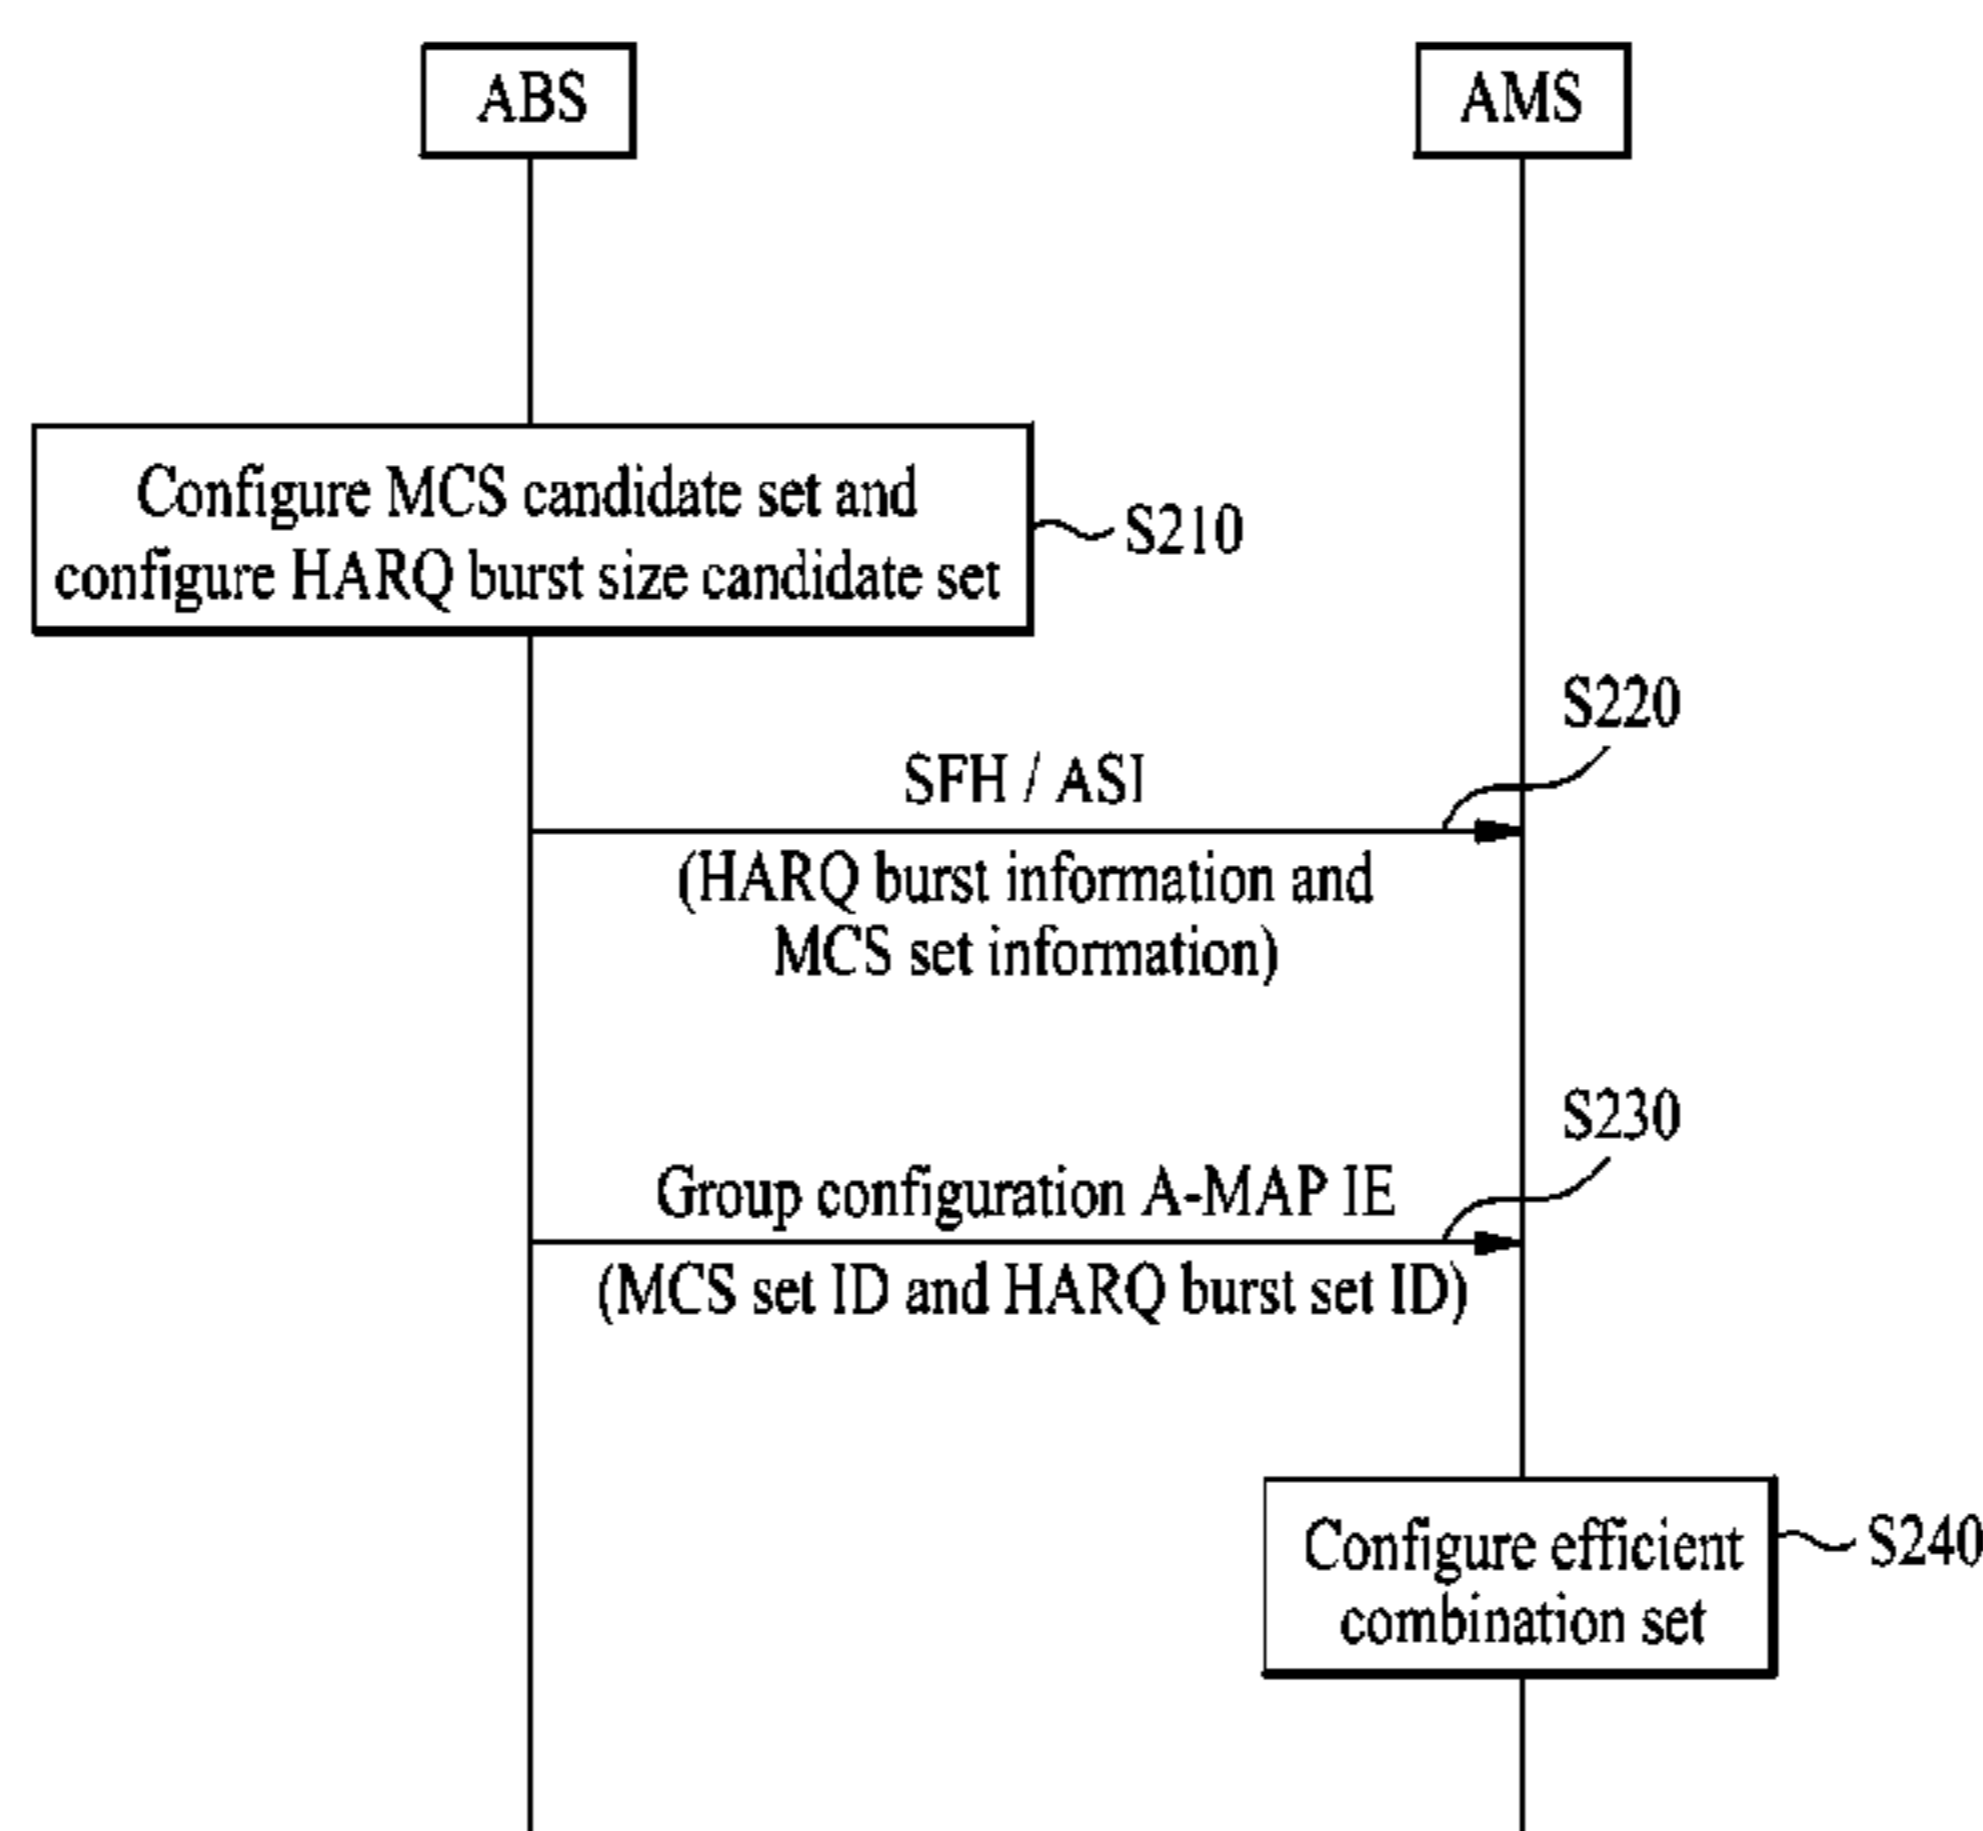 ABS
AMS
Configure MCS candidate set and
configure HARQ burst size candidate set
S210
S220
SFH / ASI
(HARQ burst information and
MCS set information)
S230
Group configuration A-MAP IE
(MCS set ID and HARQ burst set ID)
Configure efficient
combination set
S240